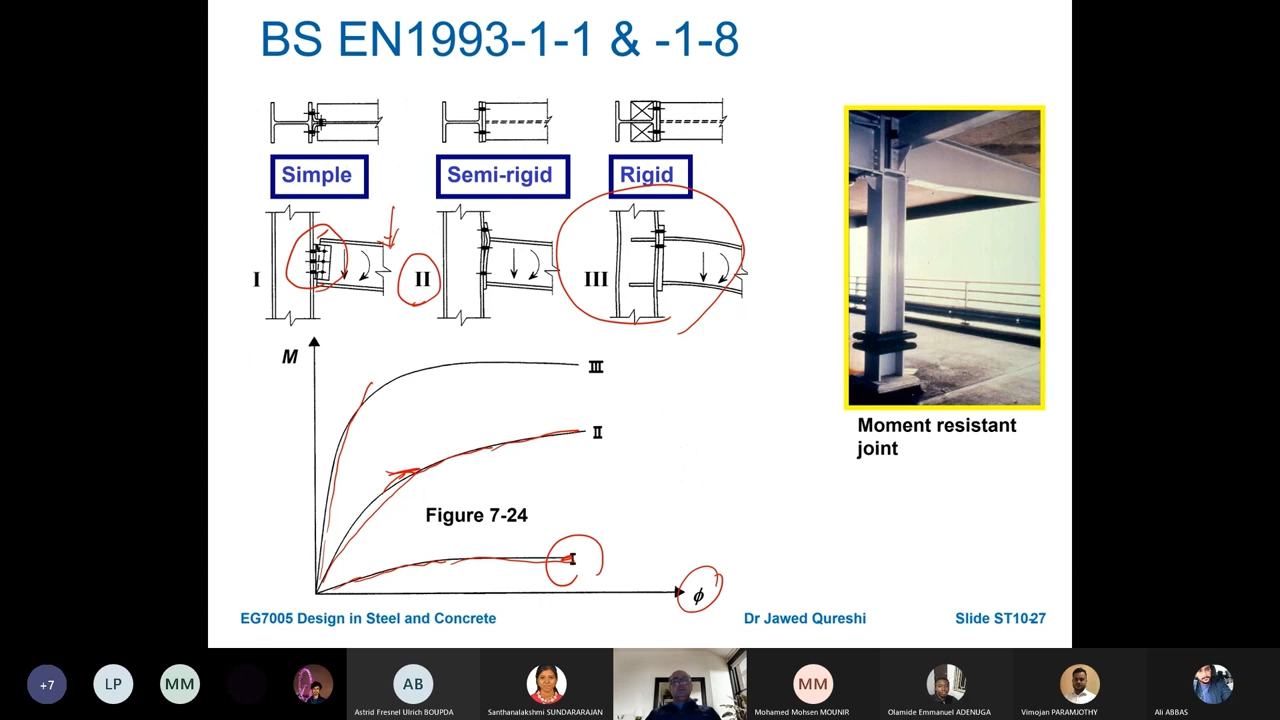 BS EN1993-1-1 & -1-8
Simple
Semi-rigid
Rigid
I
II
III
M
III
II
Figure 7-24
I
ϕ
Moment resistant
joint
EG7005 Design in Steel and Concrete
Dr Jawed Qureshi
Slide ST10-27
+7
LP
MM
AB
MM
Astrid Fresnel Ulrich BOUPDA
Santhanalakshmi SUNDARARAJAN
Mohamed Mohsen MOUNIR
Olamide Emmanuel ADENUGA
Vimojan PARAMJOTHY
Ali ABBAS